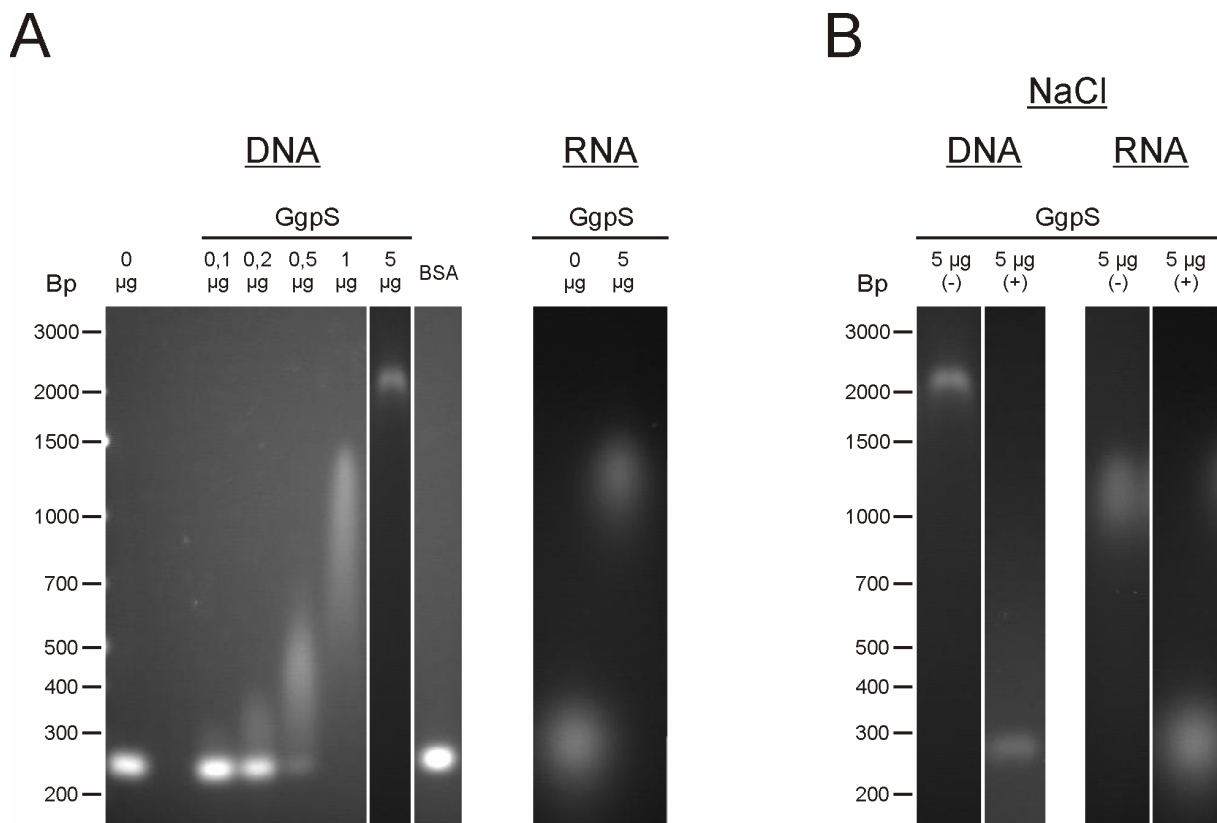 A
B
NaCl
DNA
RNA
DNA
RNA
GgpS
GgpS
GgpS
0 0,1 0,2 0,5 1 5 BSA
µg µg µg µg µg µg
0 5
µg µg
5 µg 5 µg 5 µg 5 µg
(-) (+) (-) (+)
Bp
3000
2000
1500
1000
700
500
400
300
200
Bp
3000
2000
1500
1000
700
500
400
300
200